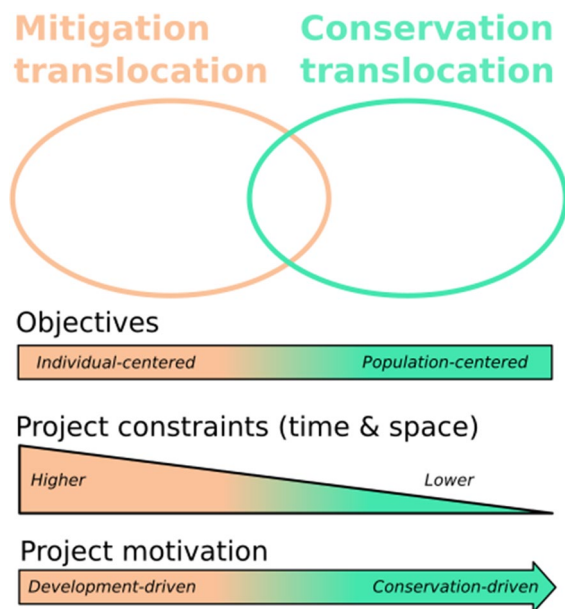 Mitigation translocation
Conservation translocation
Objectives
Individual-centered
Population-centered
Project constraints (time & space)
Higher
Lower
Project motivation
Development-driven
Conservation-driven